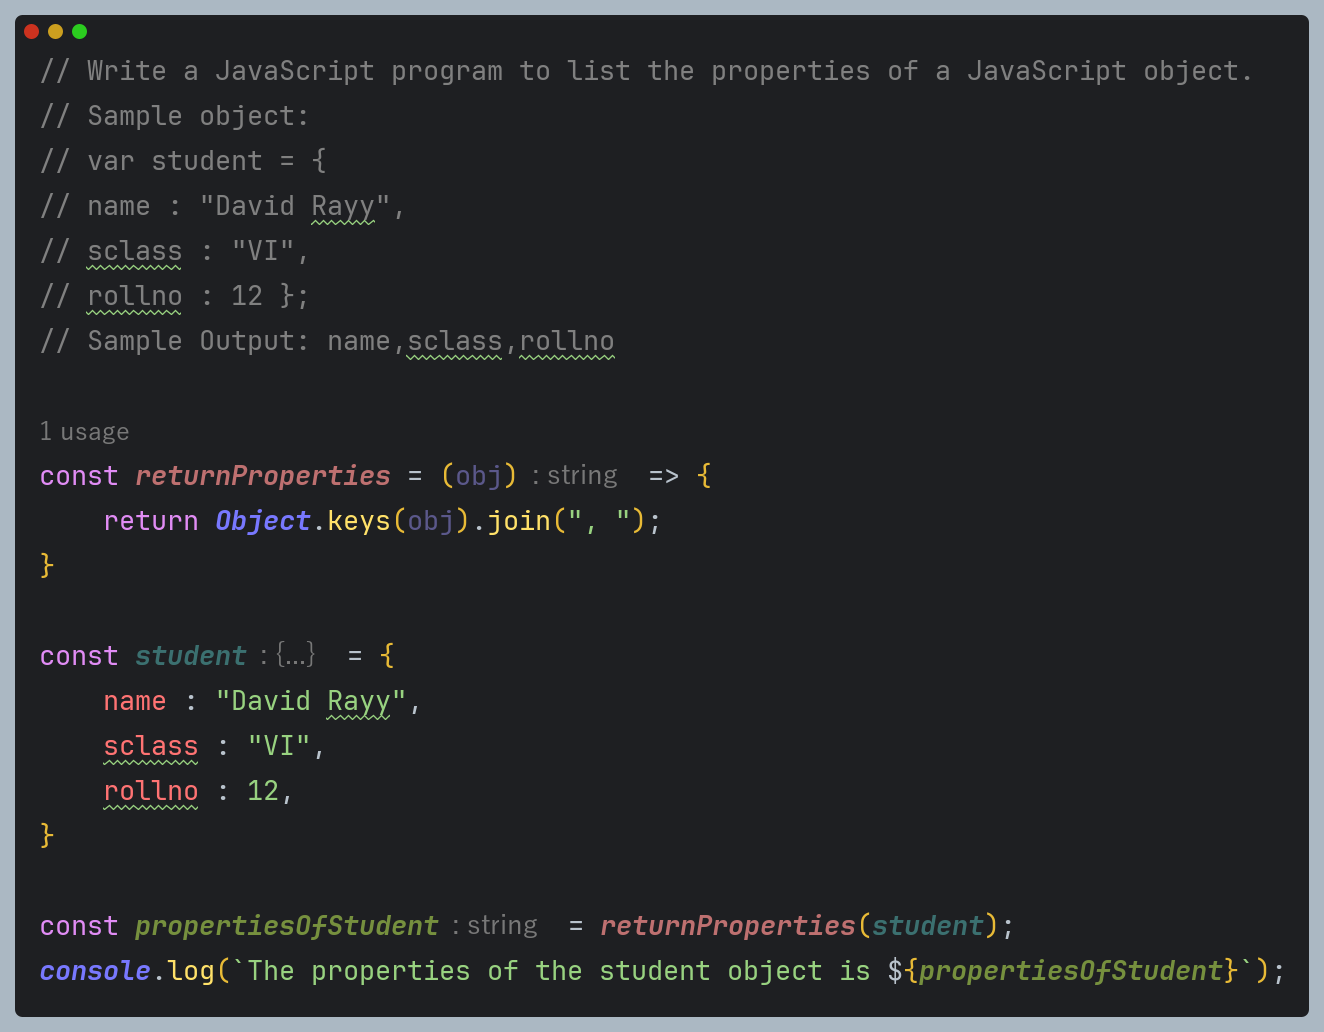 // Write a JavaScript program to list the properties of a JavaScript object.
// Sample object:
// var student = {
// name : "David Rayy",
// sclass : "VI",
// rollno : 12 };
// Sample Output: name,sclass,rollno
1 usage
const returnProperties = (obj) : string => {
    return Object.keys(obj).join(", ");
}
const student : {...} = {
    name : "David Rayy",
    sclass : "VI",
    rollno : 12,
}
const propertiesOfStudent : string = returnProperties(student);
console.log(`The properties of the student object is ${propertiesOfStudent}`);